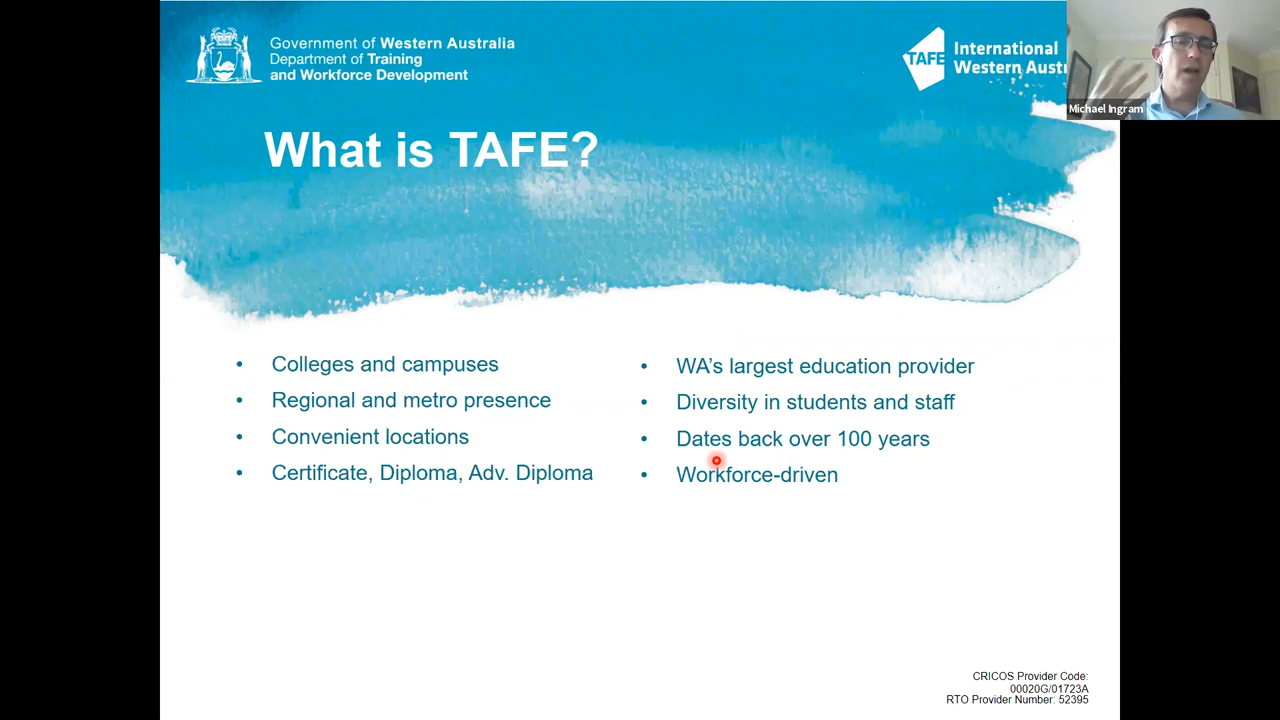 Government of Western Australia
Department of Training
and Workforce Development
TAFE
International
Western Austr
Michael Ingram
What is TAFE?
• Colleges and campuses
• Regional and metro presence
• Convenient locations
• Certificate, Diploma, Adv. Diploma
• WA's largest education provider
• Diversity in students and staff
• Dates back over 100 years
• Workforce-driven
CRICOS Provider Code:
00020G/01723A
RTO Provider Number: 52395